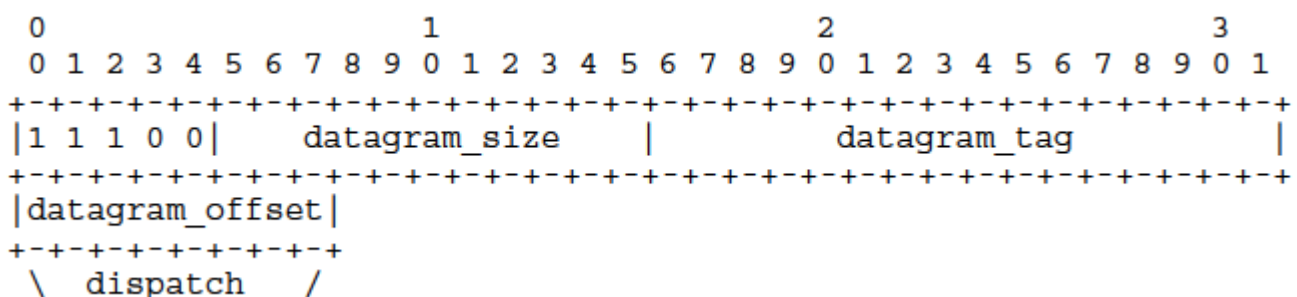 0                   1                   2                   3
 0 1 2 3 4 5 6 7 8 9 0 1 2 3 4 5 6 7 8 9 0 1 2 3 4 5 6 7 8 9 0 1
+-+-+-+-+-+-+-+-+-+-+-+-+-+-+-+-+-+-+-+-+-+-+-+-+-+-+-+-+-+-+-+-+
|1 1 1 0 0|    datagram_size    |         datagram_tag          |
+-+-+-+-+-+-+-+-+-+-+-+-+-+-+-+-+-+-+-+-+-+-+-+-+-+-+-+-+-+-+-+-+
|datagram_offset|
+-+-+-+-+-+-+-+-+
 \  dispatch   /